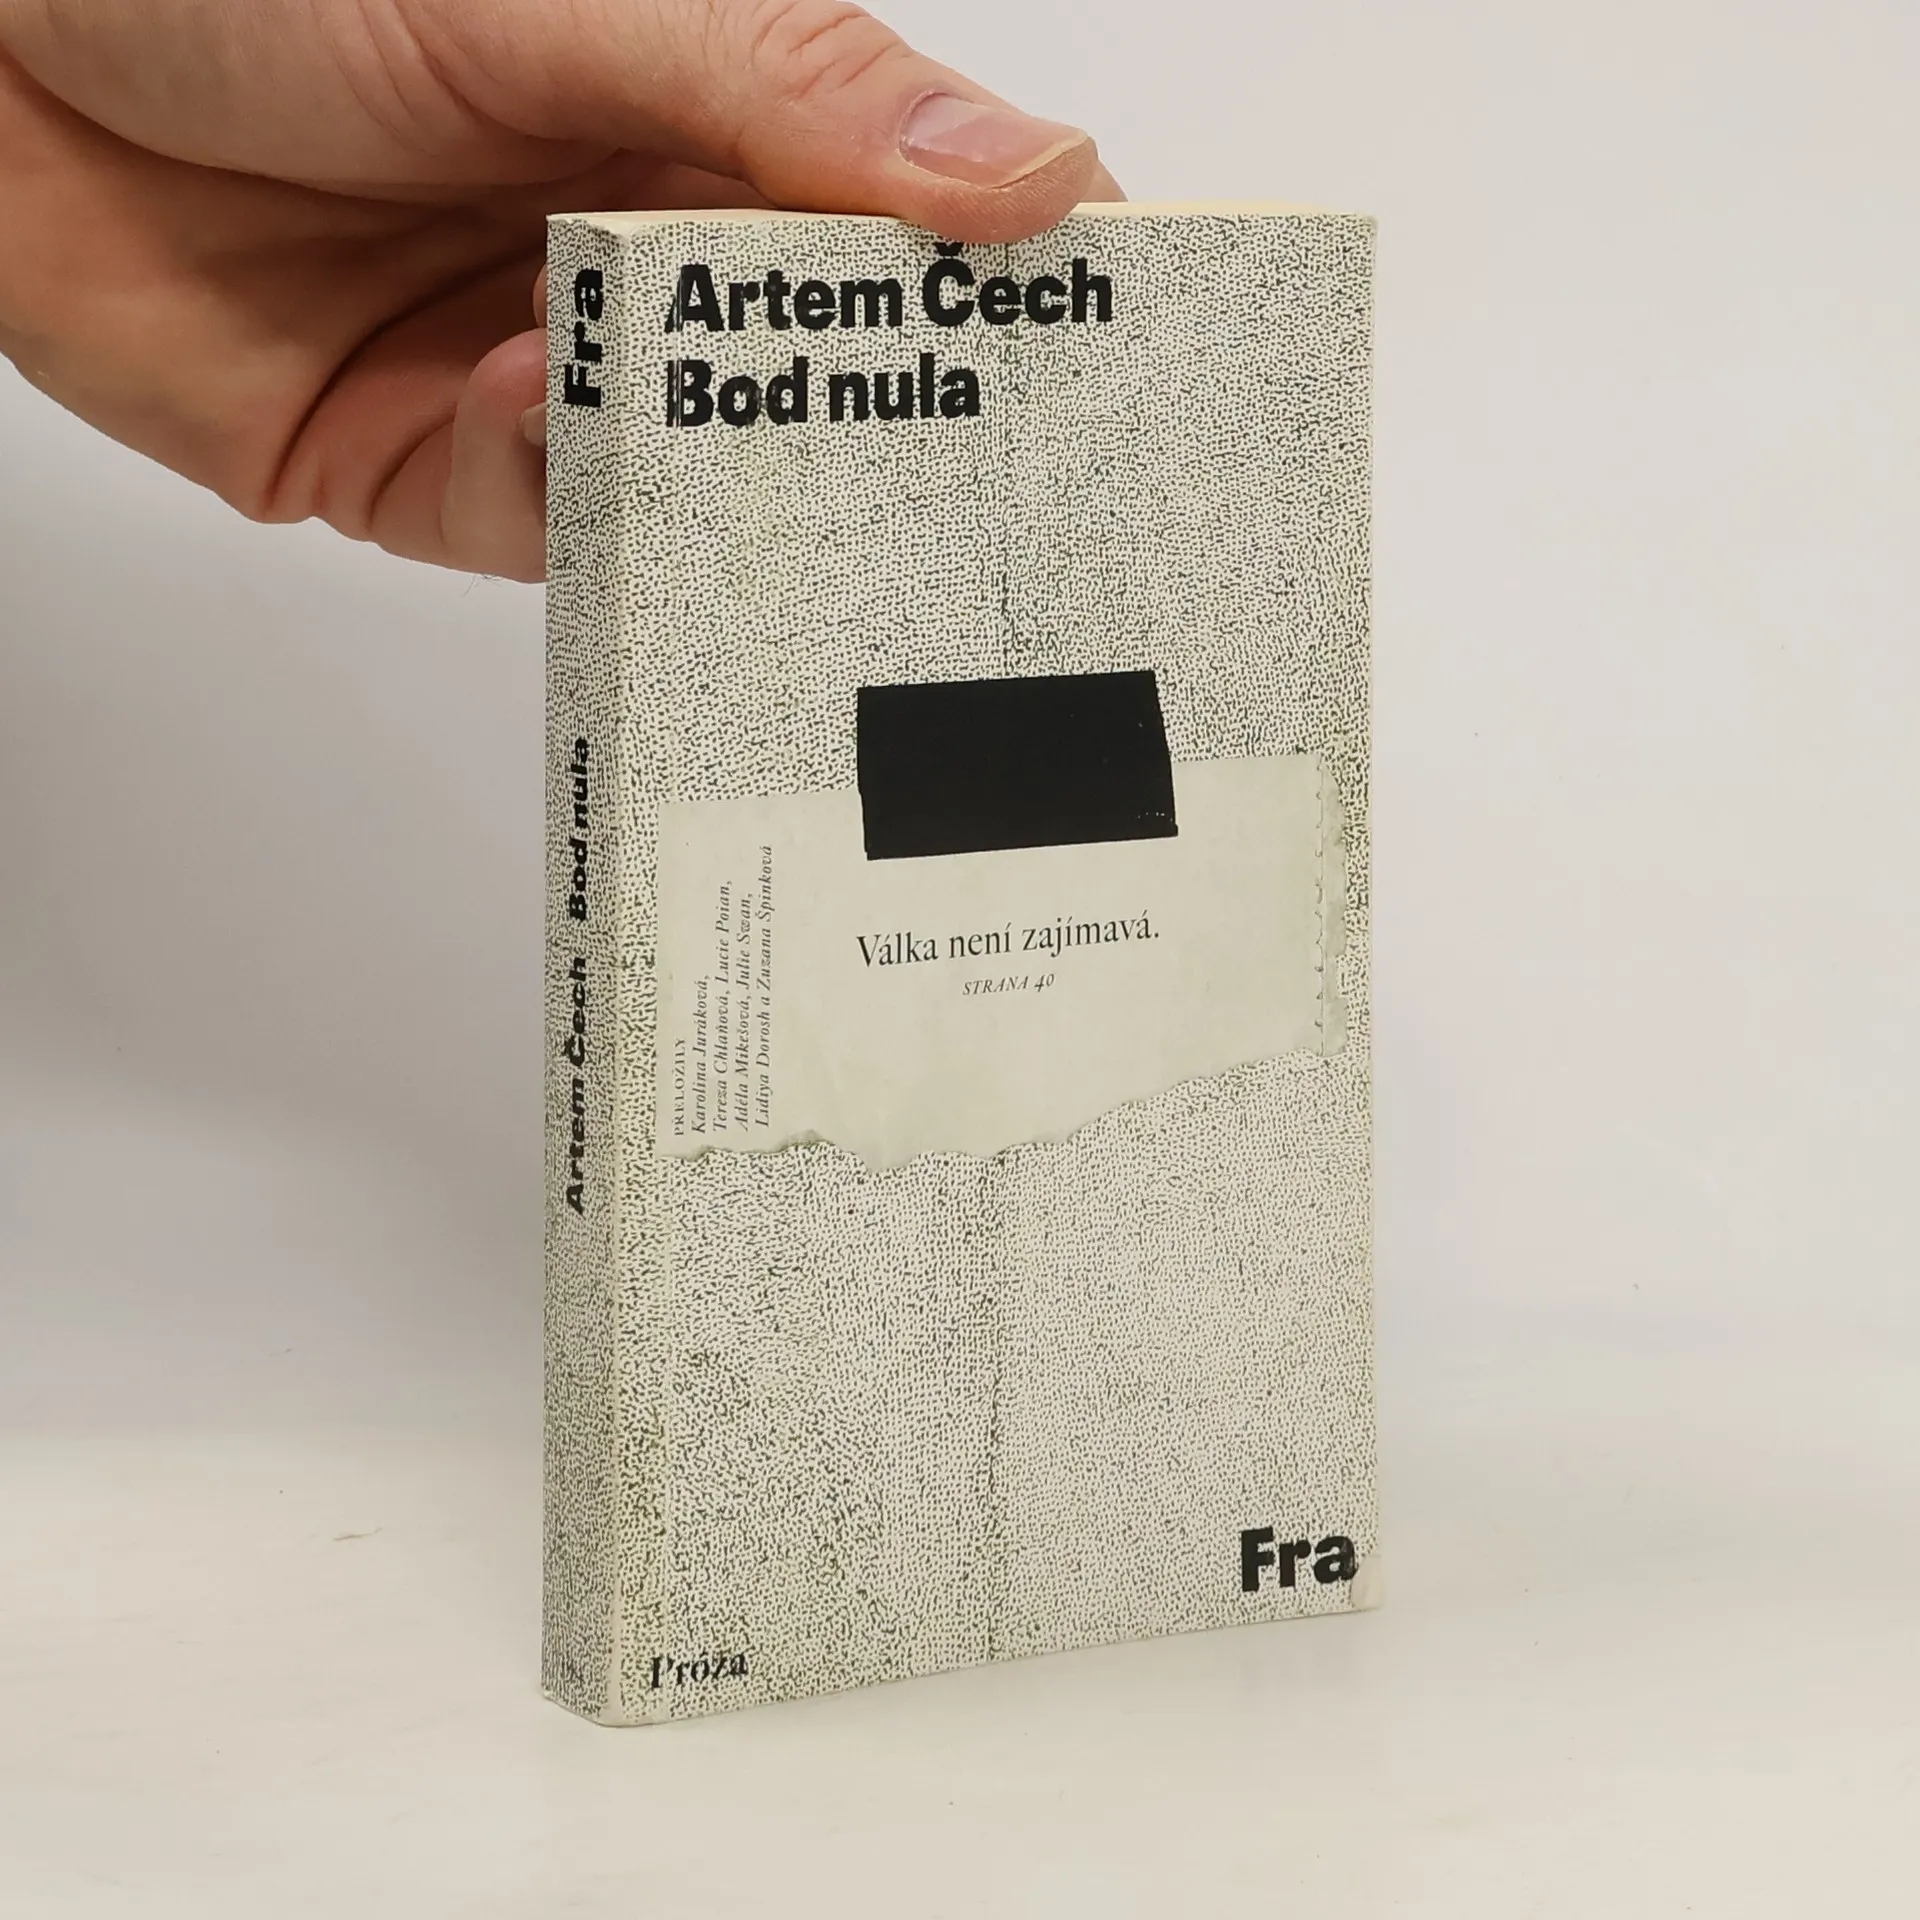 Fra
Artem Čech Bod nula
Artem Čech
Bod nula
PŘELOŽILY
Karolina Juráková,
Tereza Chlaňová, Lucie Poian,
Adéla Mikešová, Julie Swan,
Lidiya Dorosh a Zuzana Špinková
Válka není zajímavá.
STRANA 40
Fra
Próza